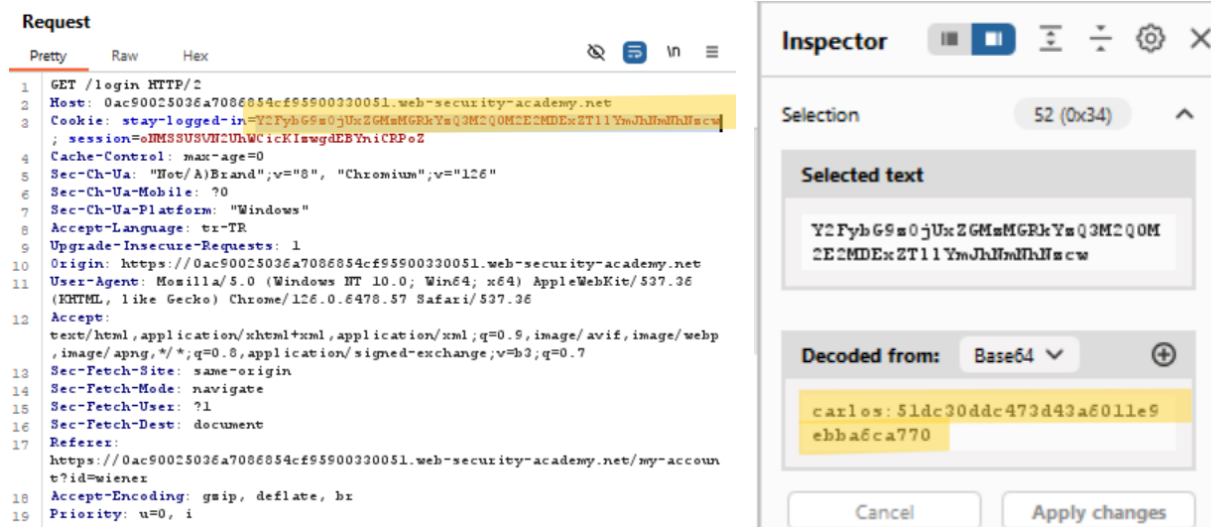 Request
Pretty Raw Hex \n
1 GET /login HTTP/2
2 Host: 0ac90025036a7086854cf95900330051.web-security-academy.net
3 Cookie: stay-logged-in=Y2FybG9zOjUxZGMzMGRkYzQ3M2Q0M2E2MDExZTllYmJhNmNhNzcw
; session=oNMSSUSVN2UhWCicKIzwgdEBYniCRPoZ
4 Cache-Control: max-age=0
5 Sec-Ch-Ua: "Not/A)Brand";v="8", "Chromium";v="126"
6 Sec-Ch-Ua-Mobile: ?0
7 Sec-Ch-Ua-Platform: "Windows"
8 Accept-Language: tr-TR
9 Upgrade-Insecure-Requests: 1
10 Origin: https://0ac90025036a7086854cf95900330051.web-security-academy.net
11 User-Agent: Mozilla/5.0 (Windows NT 10.0; Win64; x64) AppleWebKit/537.36
(KHTML, like Gecko) Chrome/126.0.6478.57 Safari/537.36
12 Accept:
text/html,application/xhtml+xml,application/xml;q=0.9,image/avif,image/webp
,image/apng,*/*;q=0.8,application/signed-exchange;v=b3;q=0.7
13 Sec-Fetch-Site: same-origin
14 Sec-Fetch-Mode: navigate
15 Sec-Fetch-User: ?1
16 Sec-Fetch-Dest: document
17 Referer:
https://0ac90025036a7086854cf95900330051.web-security-academy.net/my-accoun
t?id=wiener
18 Accept-Encoding: gzip, deflate, br
19 Priority: u=0, i
Inspector
Selection 52 (0x34)
Selected text
Y2FybG9zOjUxZGMzMGRkYzQ3M2Q0M
2E2MDExZTllYmJhNmNhNzcw
Decoded from: Base64
carlos:51dc30ddc473d43a6011e9
ebba6ca770
Cancel Apply changes